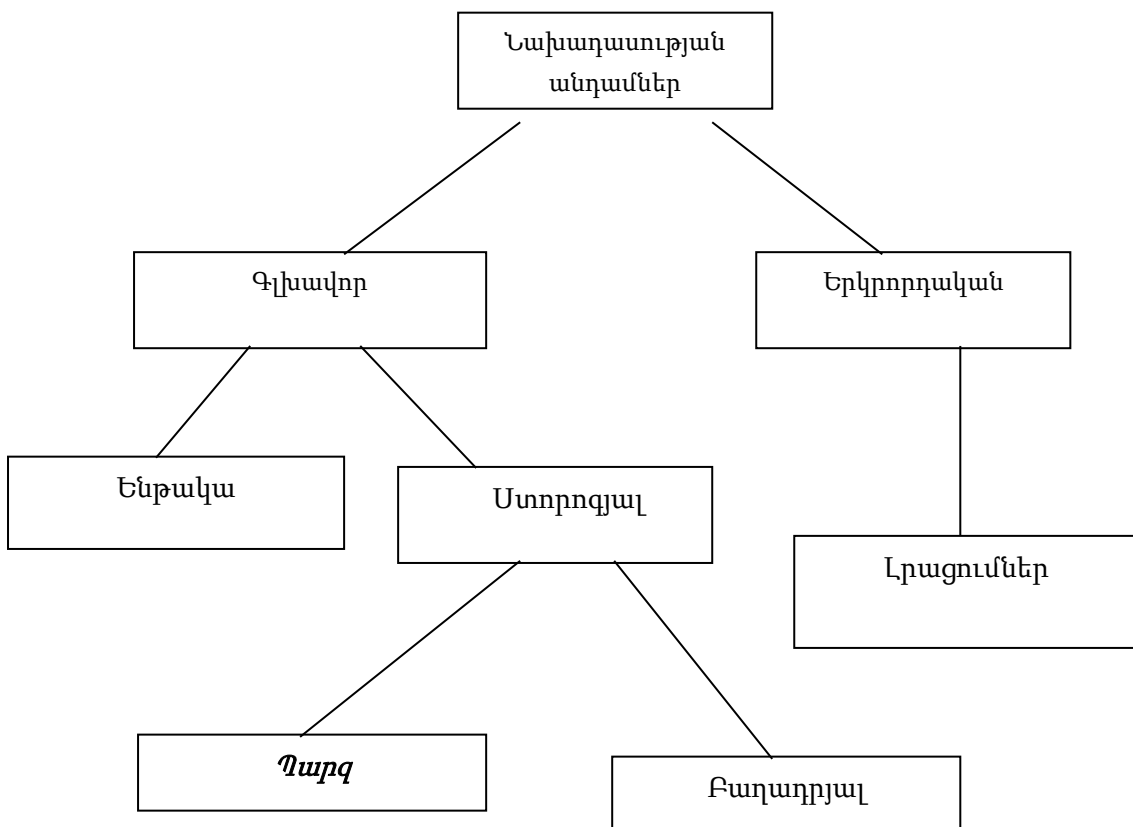 Նախադասության
անդամներ
Գլխավոր
Երկրորդական
Ենթակա
Ստորոգյալ
Լրացումներ
Պարզ
Բաղադրյալ